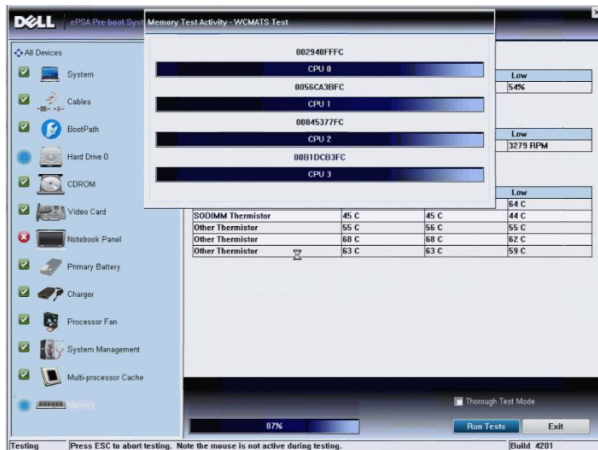 DELL
ePSA Pre-boot Syst
Memory Test Activity - WCMATS Test
002940FFFC
CPU 0
0056CA3BFC
CPU 1
00845377FC
CPU 2
00B1DCB3FC
CPU 3
All Devices
System
Cables
BootPath
Hard Drive 0
CDROM
Video Card
Notebook Panel
Primary Battery
Charger
Processor Fan
System Management
Multi-processor Cache
Memory
Low
54%
Low
3279 RPM
Low
64 C
SODIMM Thermistor 45 C 45 C 44 C
Other Thermistor 55 C 56 C 55 C
Other Thermistor 68 C 68 C 62 C
Other Thermistor 63 C 63 C 59 C
Thorough Test Mode
87%
Run Tests
Exit
Testing Press ESC to abort testing. Note the mouse is not active during testing. Build 4201